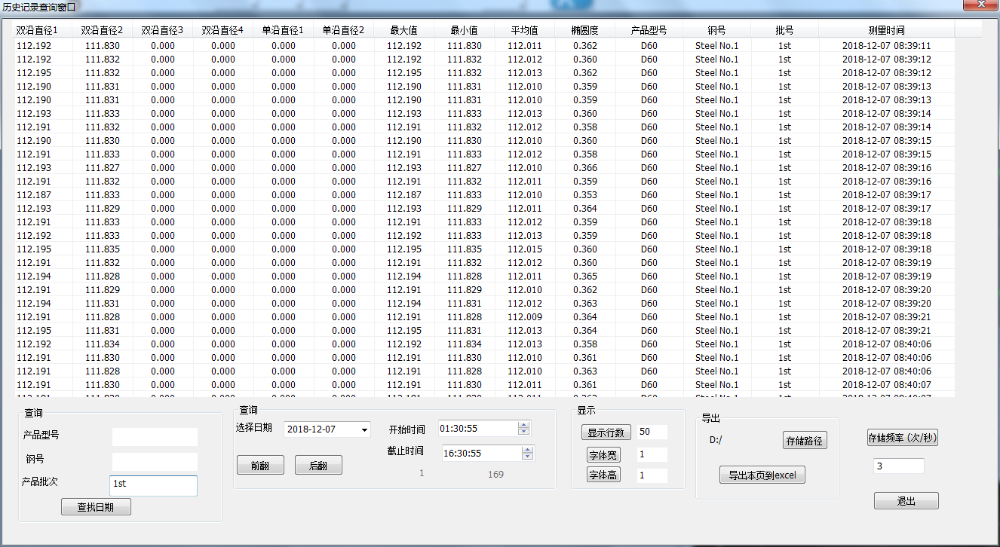 历史记录查询窗口
双沿直径1 双沿直径2 双沿直径3 双沿直径4 单沿直径1 单沿直径2 最大值 最小值 平均值 椭圆度 产品型号 钢号 批号 测量时间
112.192 111.830 0.000 0.000 0.000 0.000 112.192 111.830 112.011 0.362 D60 Steel No.1 1st 2018-12-07 08:39:11
112.192 111.832 0.000 0.000 0.000 0.000 112.192 111.832 112.012 0.360 D60 Steel No.1 1st 2018-12-07 08:39:12
112.195 111.832 0.000 0.000 0.000 0.000 112.195 111.832 112.013 0.362 D60 Steel No.1 1st 2018-12-07 08:39:12
112.190 111.831 0.000 0.000 0.000 0.000 112.190 111.831 112.010 0.359 D60 Steel No.1 1st 2018-12-07 08:39:13
112.190 111.831 0.000 0.000 0.000 0.000 112.190 111.831 112.010 0.359 D60 Steel No.1 1st 2018-12-07 08:39:13
112.193 111.833 0.000 0.000 0.000 0.000 112.193 111.833 112.013 0.360 D60 Steel No.1 1st 2018-12-07 08:39:14
112.191 111.832 0.000 0.000 0.000 0.000 112.191 111.832 112.012 0.358 D60 Steel No.1 1st 2018-12-07 08:39:14
112.190 111.830 0.000 0.000 0.000 0.000 112.190 111.830 112.010 0.360 D60 Steel No.1 1st 2018-12-07 08:39:15
112.191 111.833 0.000 0.000 0.000 0.000 112.191 111.833 112.012 0.358 D60 Steel No.1 1st 2018-12-07 08:39:15
112.193 111.827 0.000 0.000 0.000 0.000 112.193 111.827 112.010 0.366 D60 Steel No.1 1st 2018-12-07 08:39:16
112.191 111.832 0.000 0.000 0.000 0.000 112.191 111.832 112.011 0.359 D60 Steel No.1 1st 2018-12-07 08:39:16
112.187 111.833 0.000 0.000 0.000 0.000 112.187 111.833 112.010 0.353 D60 Steel No.1 1st 2018-12-07 08:39:17
112.193 111.829 0.000 0.000 0.000 0.000 112.193 111.829 112.011 0.364 D60 Steel No.1 1st 2018-12-07 08:39:17
112.191 111.833 0.000 0.000 0.000 0.000 112.191 111.833 112.012 0.359 D60 Steel No.1 1st 2018-12-07 08:39:18
112.192 111.833 0.000 0.000 0.000 0.000 112.192 111.833 112.013 0.359 D60 Steel No.1 1st 2018-12-07 08:39:18
112.195 111.835 0.000 0.000 0.000 0.000 112.195 111.835 112.015 0.360 D60 Steel No.1 1st 2018-12-07 08:39:18
112.191 111.832 0.000 0.000 0.000 0.000 112.191 111.832 112.012 0.360 D60 Steel No.1 1st 2018-12-07 08:39:19
112.194 111.828 0.000 0.000 0.000 0.000 112.194 111.828 112.011 0.365 D60 Steel No.1 1st 2018-12-07 08:39:19
112.191 111.829 0.000 0.000 0.000 0.000 112.191 111.829 112.010 0.362 D60 Steel No.1 1st 2018-12-07 08:39:20
112.194 111.831 0.000 0.000 0.000 0.000 112.194 111.831 112.012 0.363 D60 Steel No.1 1st 2018-12-07 08:39:20
112.191 111.828 0.000 0.000 0.000 0.000 112.191 111.828 112.009 0.364 D60 Steel No.1 1st 2018-12-07 08:39:21
112.195 111.831 0.000 0.000 0.000 0.000 112.195 111.831 112.013 0.364 D60 Steel No.1 1st 2018-12-07 08:39:21
112.192 111.834 0.000 0.000 0.000 0.000 112.192 111.834 112.013 0.358 D60 Steel No.1 1st 2018-12-07 08:40:06
112.191 111.830 0.000 0.000 0.000 0.000 112.191 111.830 112.010 0.361 D60 Steel No.1 1st 2018-12-07 08:40:06
112.191 111.828 0.000 0.000 0.000 0.000 112.191 111.828 112.010 0.363 D60 Steel No.1 1st 2018-12-07 08:40:06
112.191 111.830 0.000 0.000 0.000 0.000 112.191 111.830 112.011 0.361 D60 Steel No.1 1st 2018-12-07 08:40:07
查询
产品型号
钢号
产品批次 1st
查找日期
查询
选择日期 2018-12-07 开始时间 01:30:55
截止时间 16:30:55
前翻 后翻 1 169
显示
显示行数 50
字体宽 1
字体高 1
导出
D:/ 存储路径
导出本页到excel
存储频率 (次/秒)
3
退出